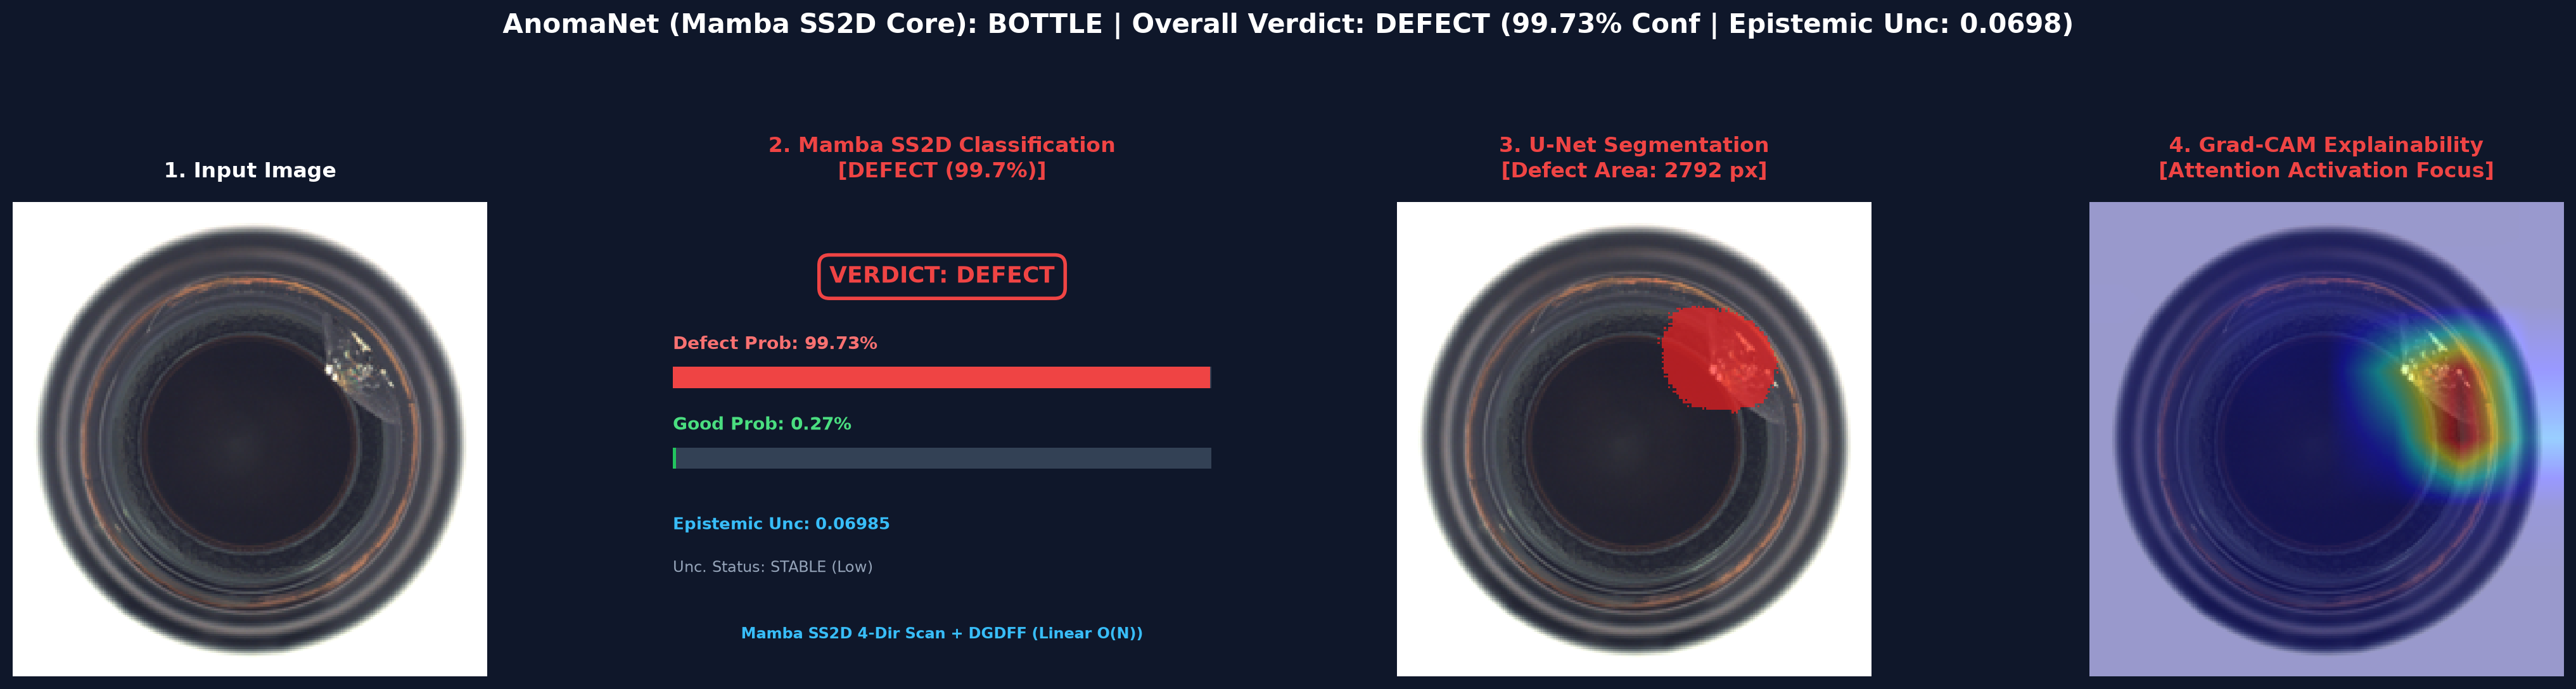 AnomaNet (Mamba SS2D Core): BOTTLE | Overall Verdict: DEFECT (99.73% Conf | Epistemic Unc: 0.0698)
1. Input Image
2. Mamba SS2D Classification
[DEFECT (99.7%)]
VERDICT: DEFECT
Defect Prob: 99.73%
Good Prob: 0.27%
Epistemic Unc: 0.06985
Unc. Status: STABLE (Low)
Mamba SS2D 4-Dir Scan + DGDFF (Linear O(N))
3. U-Net Segmentation
[Defect Area: 2792 px]
4. Grad-CAM Explainability
[Attention Activation Focus]